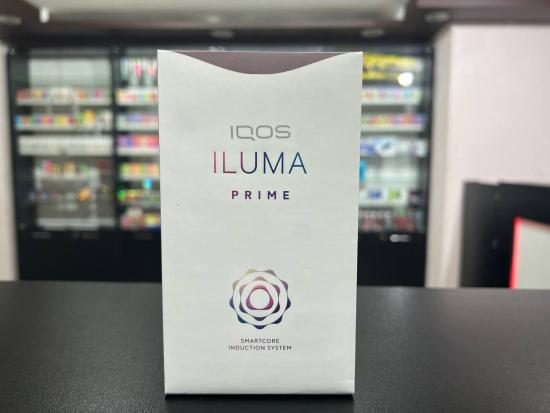 IQOS
ILUMA
PRIME
SMARTCORE
INDUCTION SYSTEM